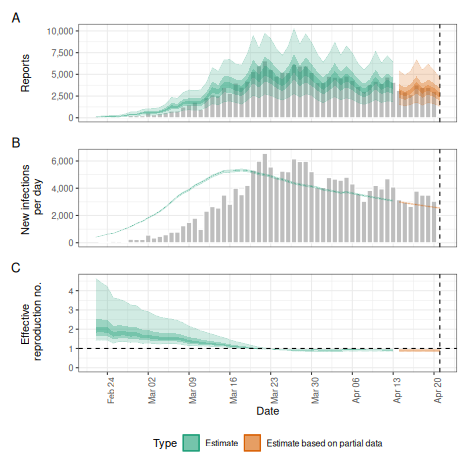 A
10,000
7,500
5,000
2,500
0
Reports
B
6,000
4,000
2,000
0
New infections
per day
C
4
3
2
1
0
Effective
reproduction no.
Feb 24
Mar 02
Mar 09
Mar 16
Mar 23
Mar 30
Apr 06
Apr 13
Apr 20
Date
Type Estimate Estimate based on partial data